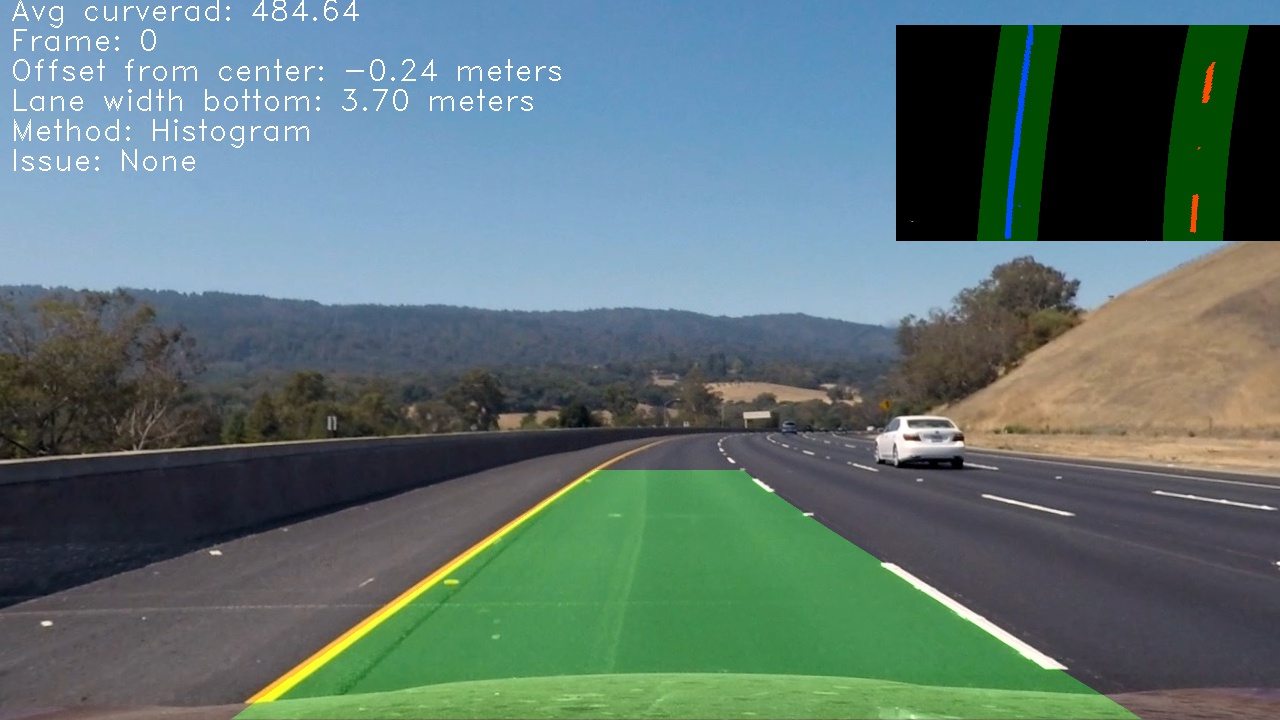 Avg curverad: 484.64
Frame: 0
Offset from center: −0.24 meters
Lane width bottom: 3.70 meters
Method: Histogram
Issue: None